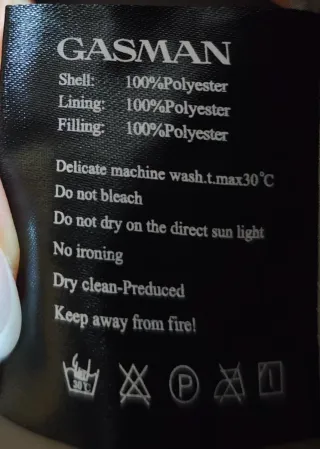 GASMAN
Shell: 100%Polyester
Lining: 100%Polyester
Filling: 100%Polyester
Delicate machine wash.t.max30°C
Do not bleach
Do not dry on the direct sun light
No ironing
Dry clean-Preduced
Keep away from fire!
30°C P